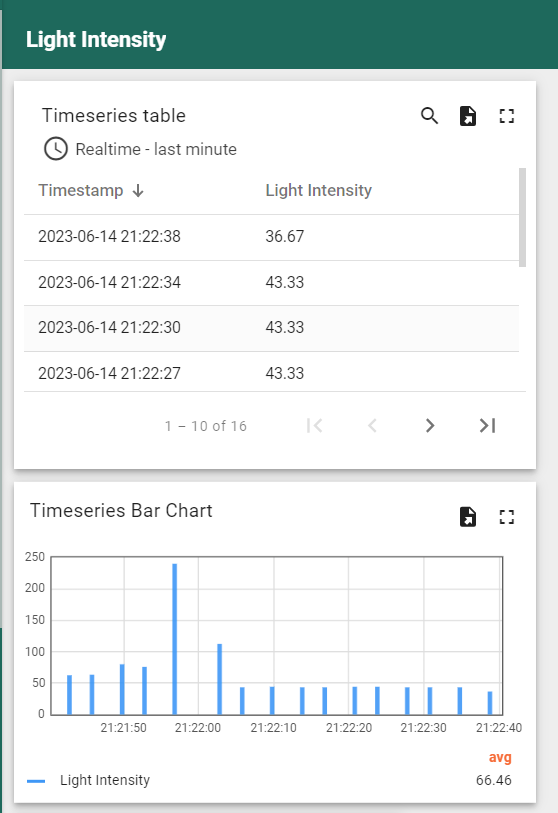 Light Intensity
Timeseries table
Realtime - last minute
Timestamp Light Intensity
2023-06-14 21:22:38 36.67
2023-06-14 21:22:34 43.33
2023-06-14 21:22:30 43.33
2023-06-14 21:22:27 43.33
1 – 10 of 16
Timeseries Bar Chart
250
200
150
100
50
0
21:21:50 21:22:00 21:22:10 21:22:20 21:22:30 21:22:40
avg
Light Intensity 66.46